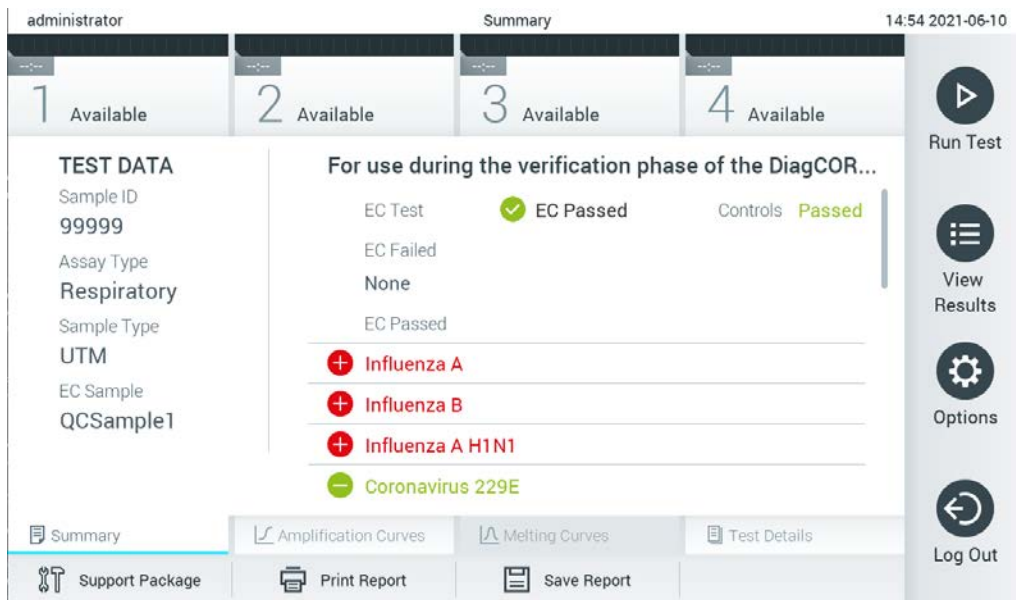 administrator
Summary
14:54 2021-06-10
--:--
1 Available
--:--
2 Available
--:--
3 Available
--:--
4 Available
TEST DATA
Sample ID
99999
Assay Type
Respiratory
Sample Type
UTM
EC Sample
QCSample1
For use during the verification phase of the DiagCOR...
EC Test EC Passed Controls Passed
EC Failed
None
EC Passed
Influenza A
Influenza B
Influenza A H1N1
Coronavirus 229E
Run Test
View
Results
Options
Log Out
Summary
Amplification Curves
Melting Curves
Test Details
Support Package
Print Report
Save Report